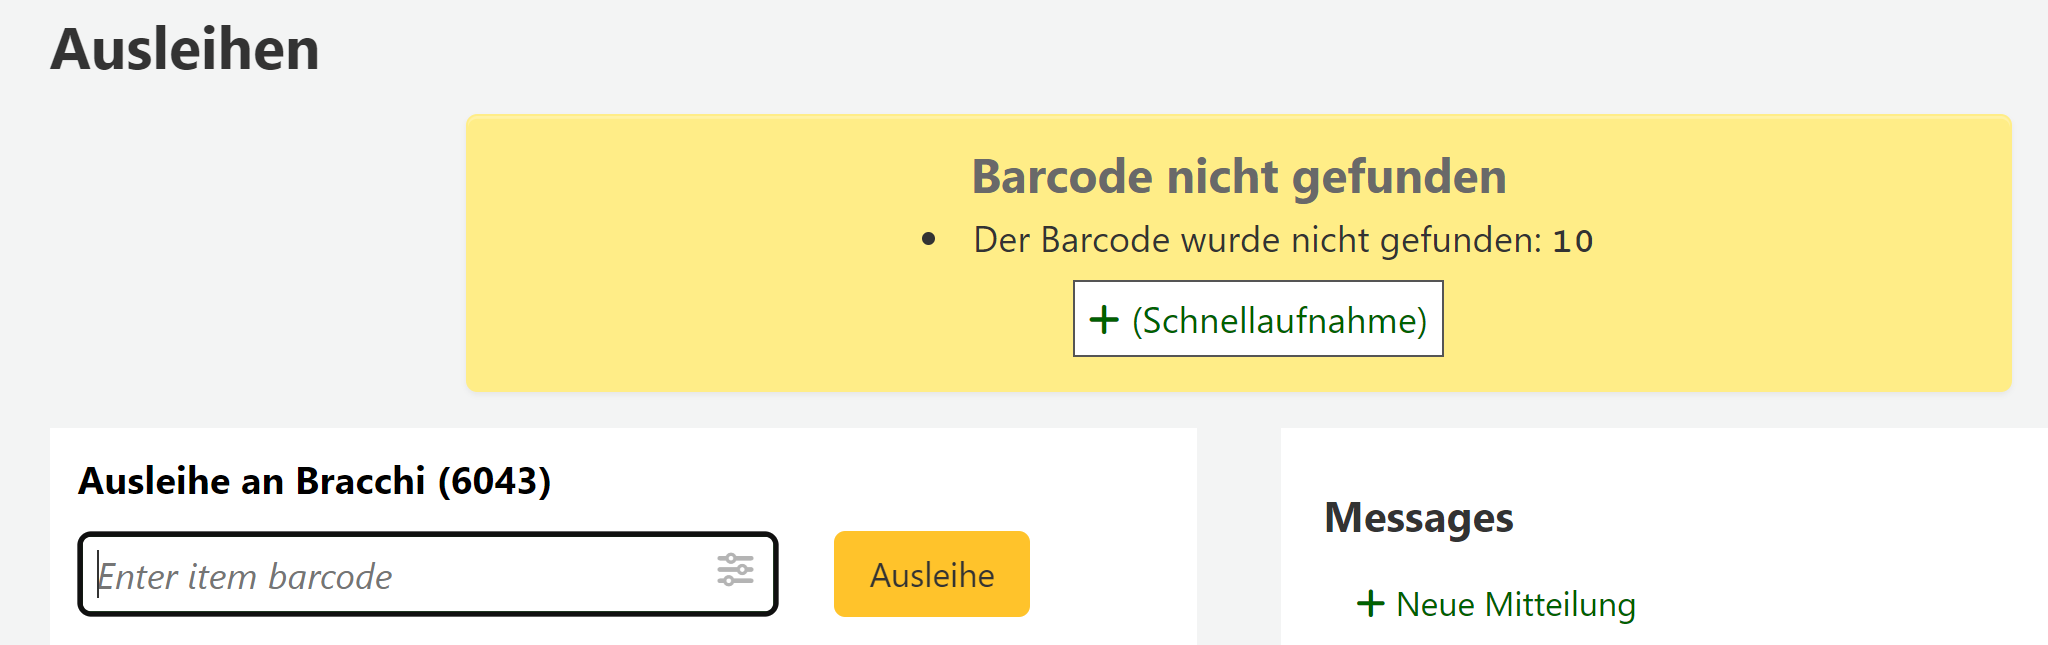 Ausleihen
Barcode nicht gefunden
Der Barcode wurde nicht gefunden: 10
(Schnellaufnahme)
Ausleihe an Bracchi (6043)
Enter item barcode
Ausleihe
Messages
Neue Mitteilung